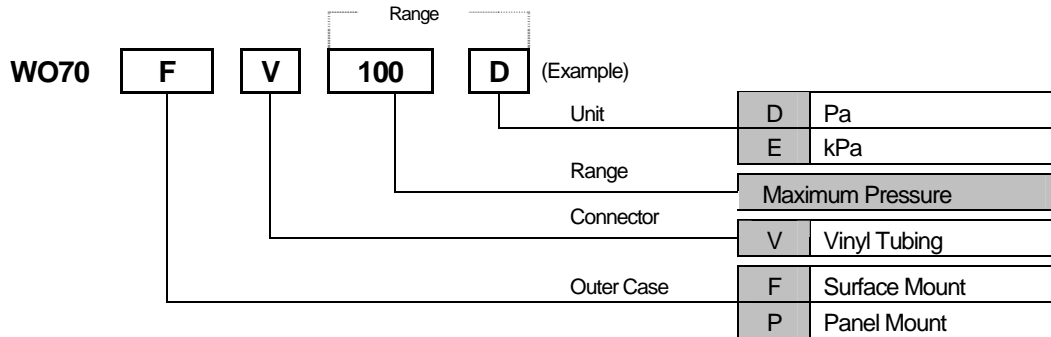 Range
WO70 F V 100 D (Example)
Unit
D Pa
E kPa
Range
Maximum Pressure
Connector
V Vinyl Tubing
Outer Case
F Surface Mount
P Panel Mount